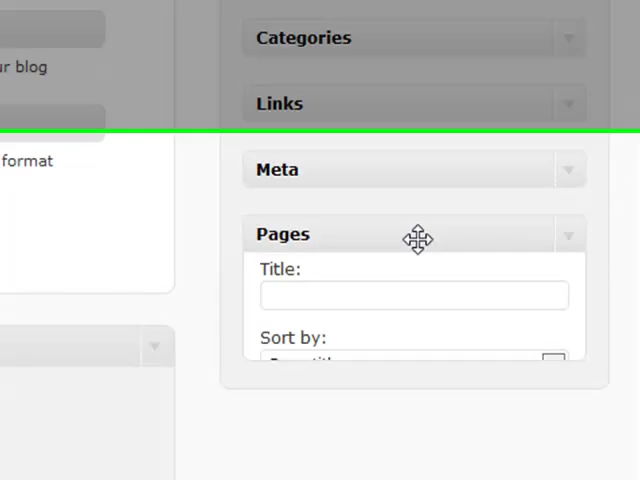 Categories
ur blog
Links
format
Meta
Pages
Title:
Sort by: